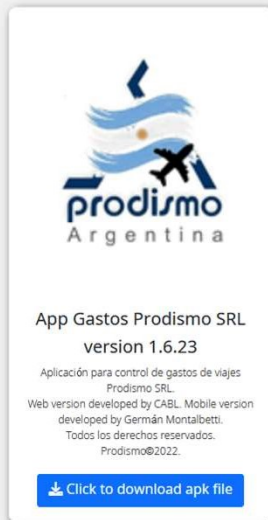 prodismo
Argentina
App Gastos Prodismo SRL
version 1.6.23
Aplicación para control de gastos de viajes
Prodismo SRL.
Web version developed by CABL. Mobile version
developed by Germán Montalbetti.
Todos los derechos reservados.
Prodismo©2022.
Click to download apk file